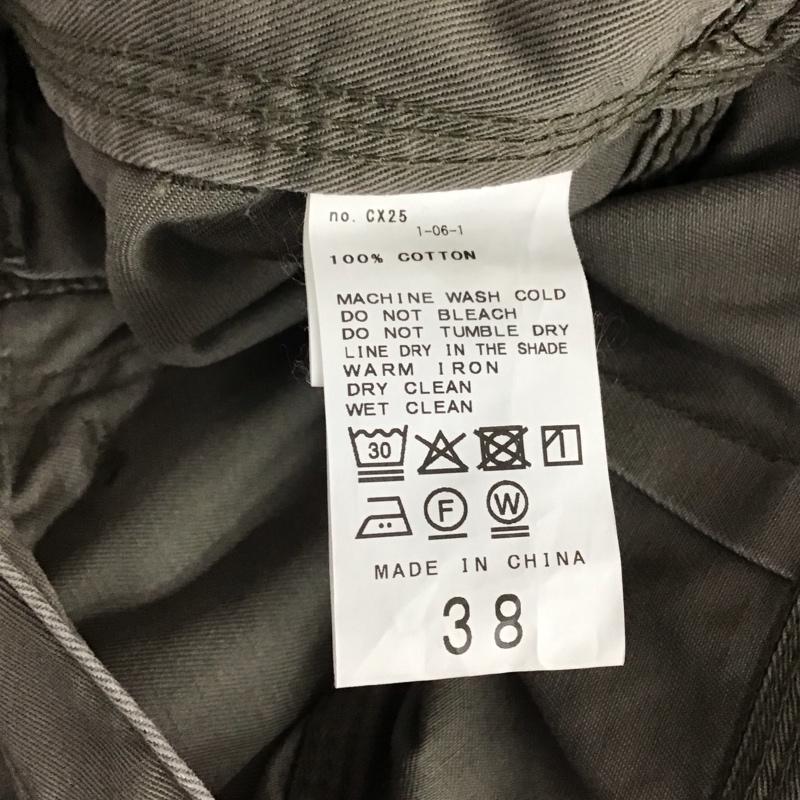 no. CX25
1-06-1
100% COTTON
MACHINE WASH COLD
DO NOT BLEACH
DO NOT TUMBLE DRY
LINE DRY IN THE SHADE
WARM IRON
DRY CLEAN
WET CLEAN
30
F W
MADE IN CHINA
38